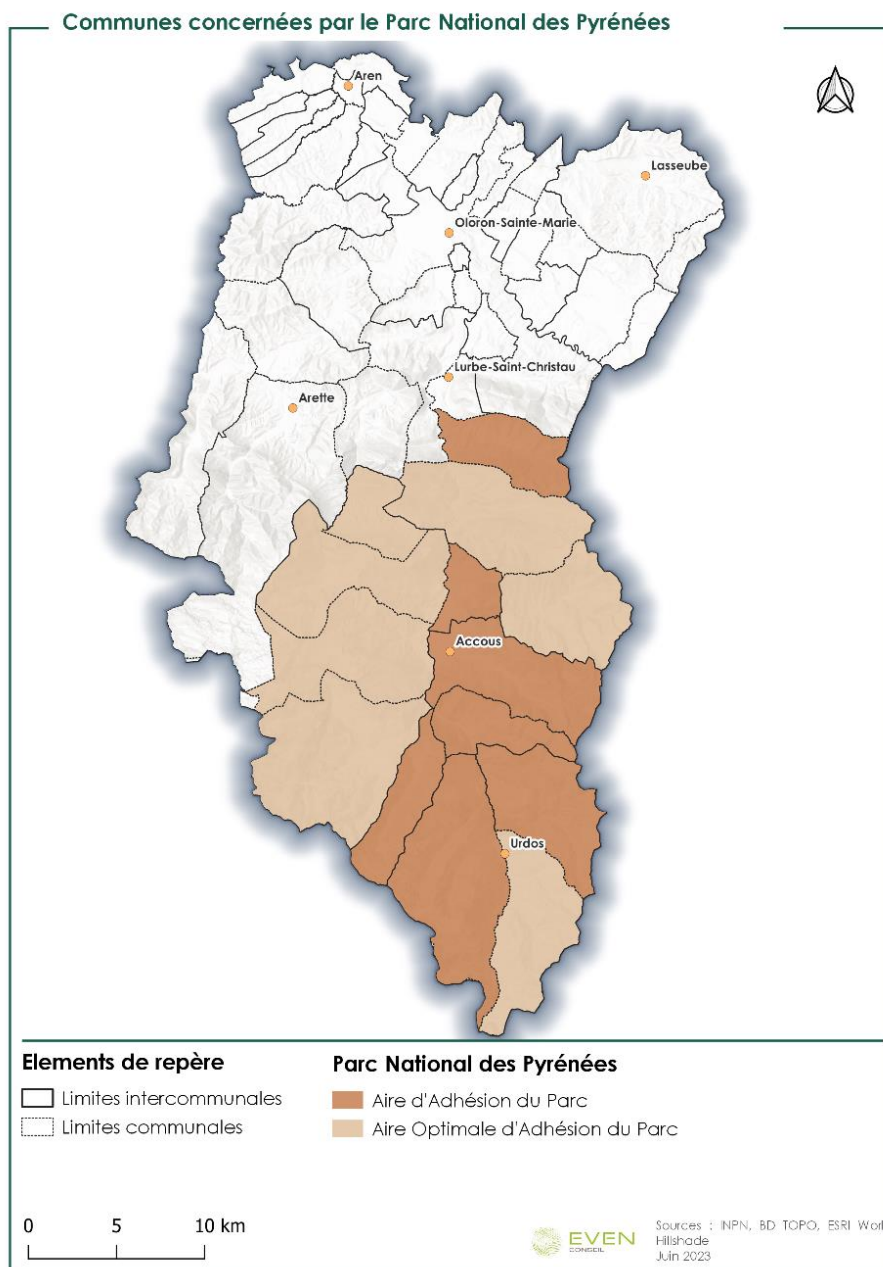 Communes concernées par le Parc National des Pyrénées
Aren
Lasseube
Oloron-Sainte-Marie
Lurbe-Saint-Christau
Arette
Accous
Urdos
Elements de repère
Limites intercommunales
Limites communales
Parc National des Pyrénées
Aire d'Adhésion du Parc
Aire Optimale d'Adhésion du Parc
0 5 10 km
EVEN
CONSEIL
Sources : INPN, BD TOPO, ESRI Worl
Hillshade
Juin 2023